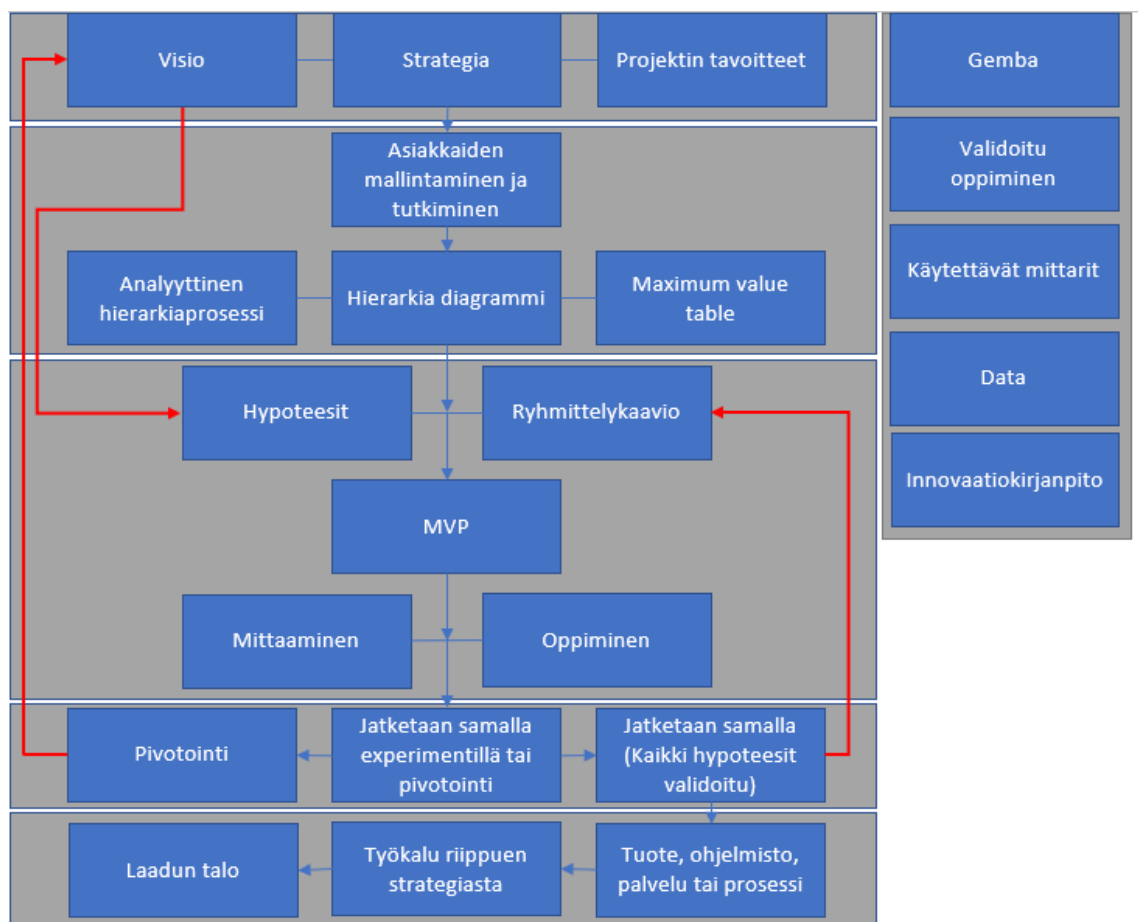 Visio
Strategia
Projektin tavoitteet
Asiakkaiden
mallintaminen ja
tutkiminen
Analyyttinen
hierarkiaprosessi
Hierarkia diagrammi
Maximum value
table
Hypoteesit
Ryhmittelykaavio
MVP
Mittaaminen
Oppiminen
Pivotointi
Jatketaan samalla
experimentillä tai
pivotointi
Jatketaan samalla
(Kaikki hypoteesit
validoitu)
Laadun talo
Työkalu riippuen
strategiasta
Tuote, ohjelmisto,
palvelu tai prosessi
Gemba
Validoitu
oppiminen
Käytettävät mittarit
Data
Innovaatiokirjanpito